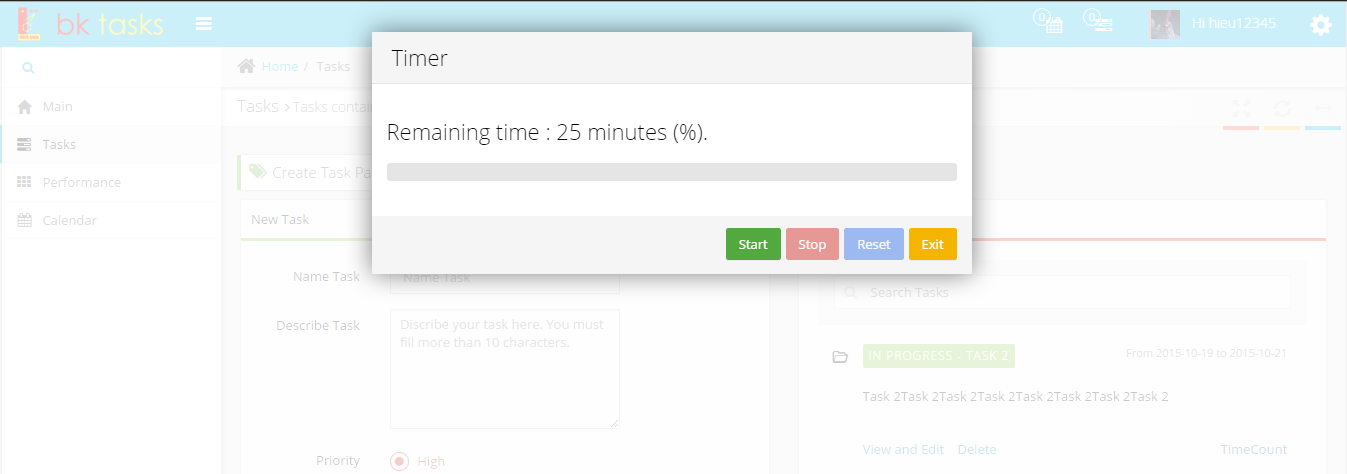 bk tasks
0
0
Hi hieu12345
Timer
Home / Tasks
Main
Tasks › Tasks contai
Remaining time : 25 minutes (%).
Tasks
Create Task Pa
Performance
New Task
Calendar
Start Stop Reset Exit
Name Task
Name Task
Search Tasks
Describe Task
Discribe your task here. You must
fill more than 10 characters.
IN PROGRESS - TASK 2
From 2015-10-19 to 2015-10-21
Task 2Task 2Task 2Task 2Task 2Task 2Task 2Task 2
View and Edit Delete TimeCount
Priority
High